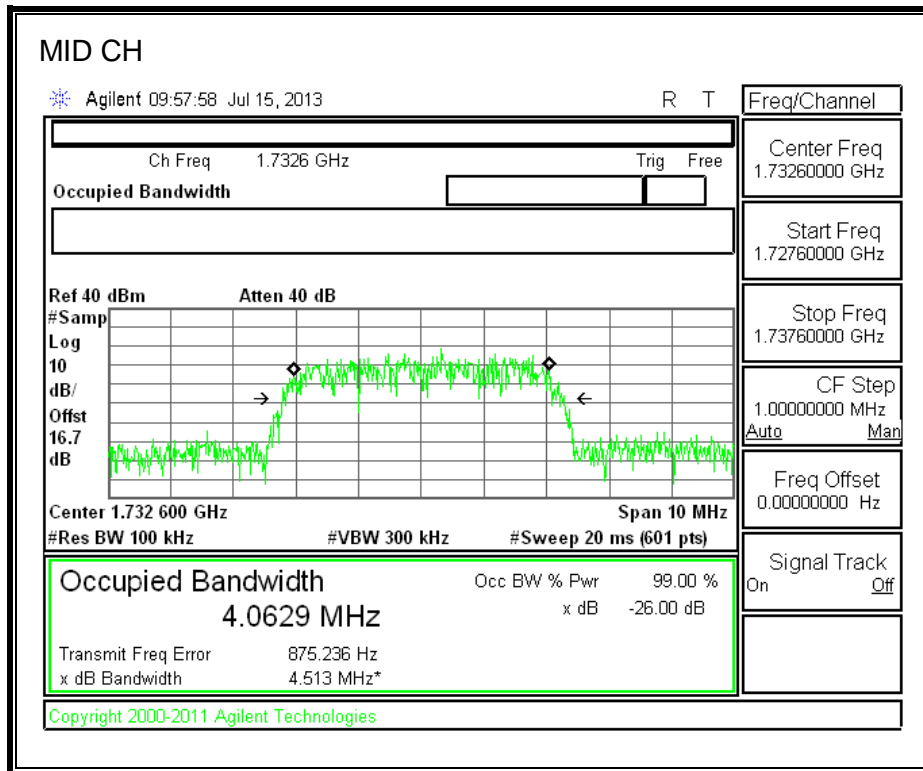 MID CH
Agilent 09:57:58 Jul 15, 2013 R T
Ch Freq 1.7326 GHz Trig Free
Occupied Bandwidth
Ref 40 dBm Atten 40 dB
#Samp
Log
10
dB/
Offst
16.7
dB
Center 1.732 600 GHz Span 10 MHz
#Res BW 100 kHz #VBW 300 kHz #Sweep 20 ms (601 pts)
Occupied Bandwidth Occ BW % Pwr 99.00 %
4.0629 MHz x dB -26.00 dB
Transmit Freq Error 875.236 Hz
x dB Bandwidth 4.513 MHz*
Copyright 2000-2011 Agilent Technologies
Freq/Channel
Center Freq
1.73260000 GHz
Start Freq
1.72760000 GHz
Stop Freq
1.73760000 GHz
CF Step
1.00000000 MHz
Auto Man
Freq Offset
0.00000000 Hz
Signal Track
On Off